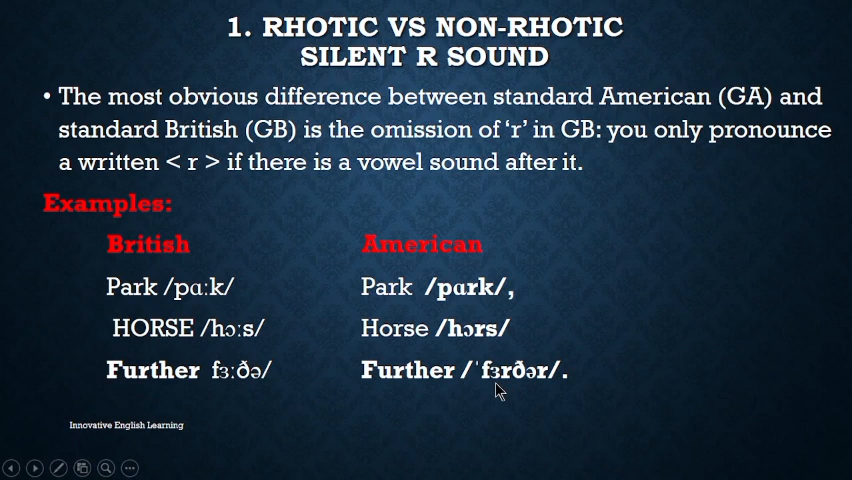 1. RHOTIC VS NON-RHOTIC
SILENT R SOUND
• The most obvious difference between standard American (GA) and
standard British (GB) is the omission of ‘r’ in GB: you only pronounce
a written < r > if there is a vowel sound after it.
Examples:
British American
Park /pɑːk/ Park /pɑrk/,
HORSE /hɔːs/ Horse /hɔrs/
Further fɜːðə/ Further /ˈfɜrðər/.
Innovative English Learning